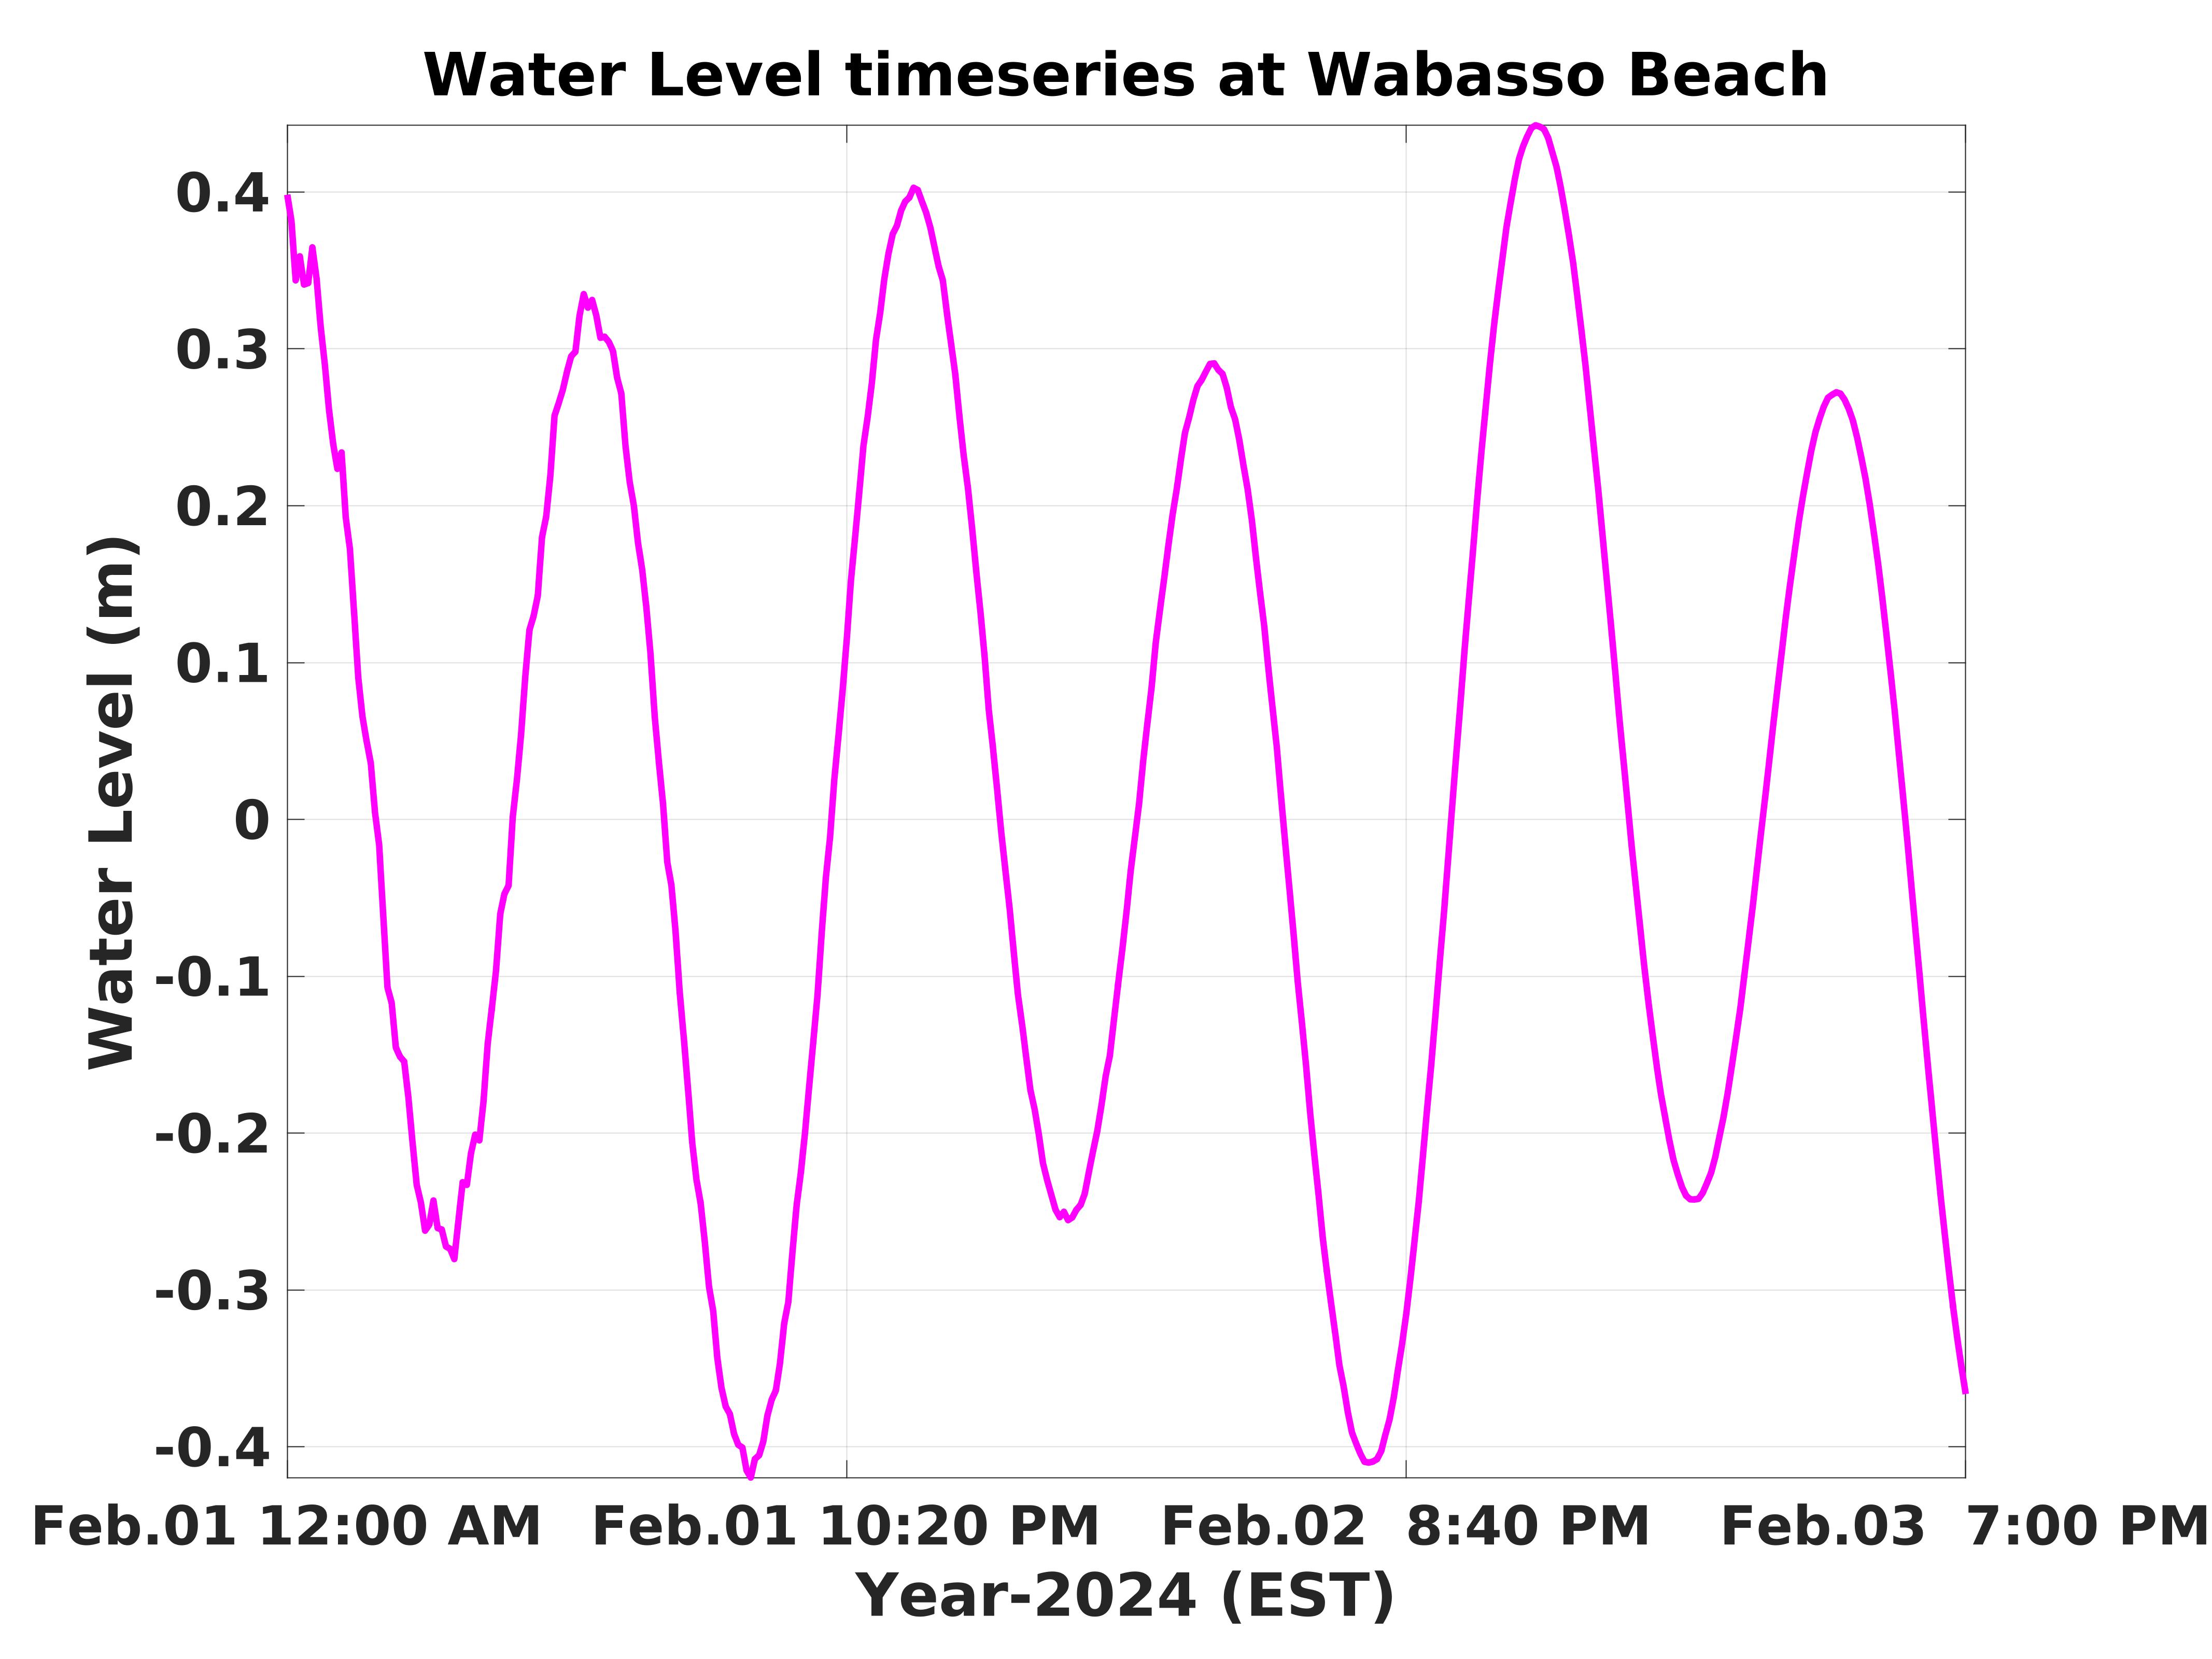 Water Level timeseries at Wabasso Beach
0.4
0.3
0.2
0.1
0
-0.1
-0.2
-0.3
-0.4
Water Level (m)
Feb.01 12:00 AM Feb.01 10:20 PM Feb.02 8:40 PM Feb.03 7:00 PM
Year-2024 (EST)